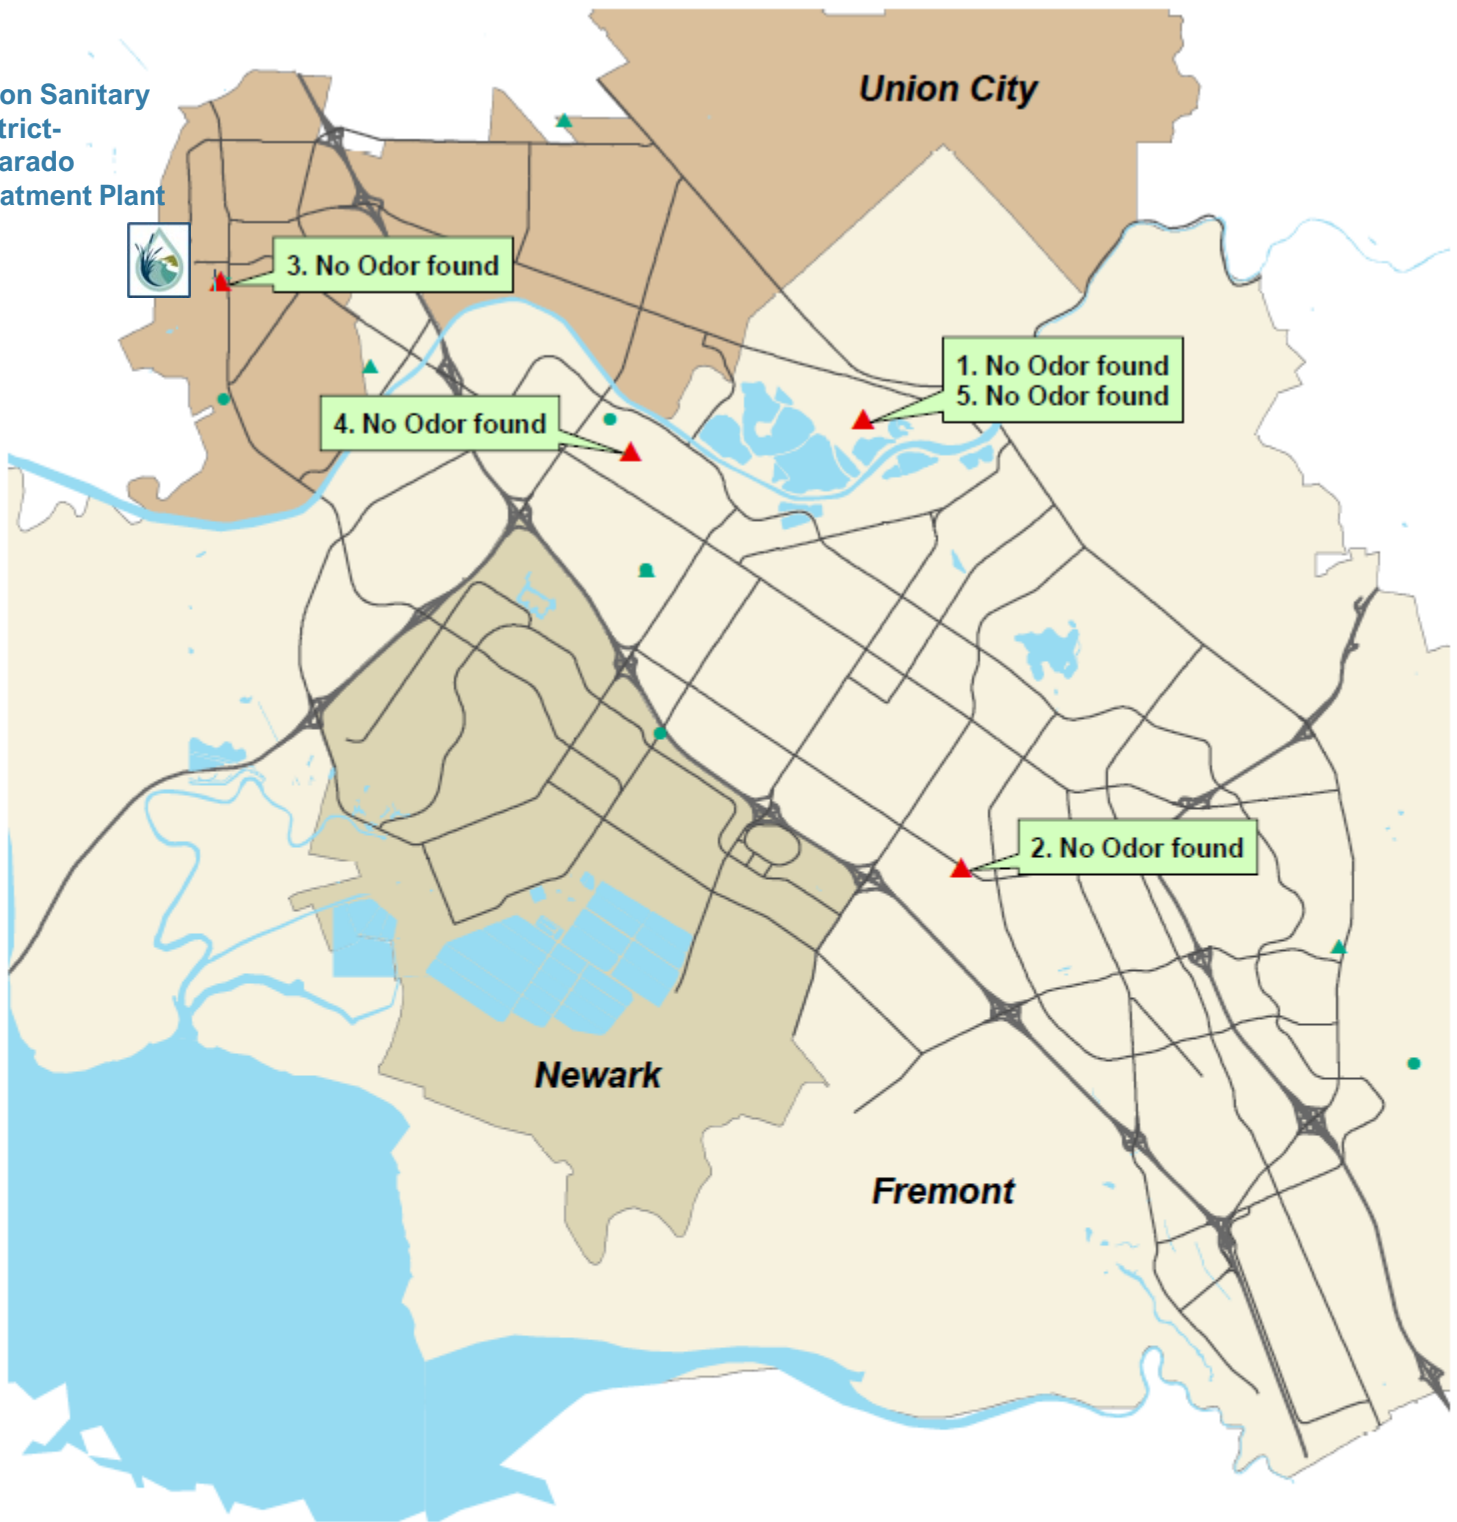 Union City
on Sanitary
trict-
arado
atment Plant
3. No Odor found
1. No Odor found
5. No Odor found
4. No Odor found
2. No Odor found
Newark
Fremont